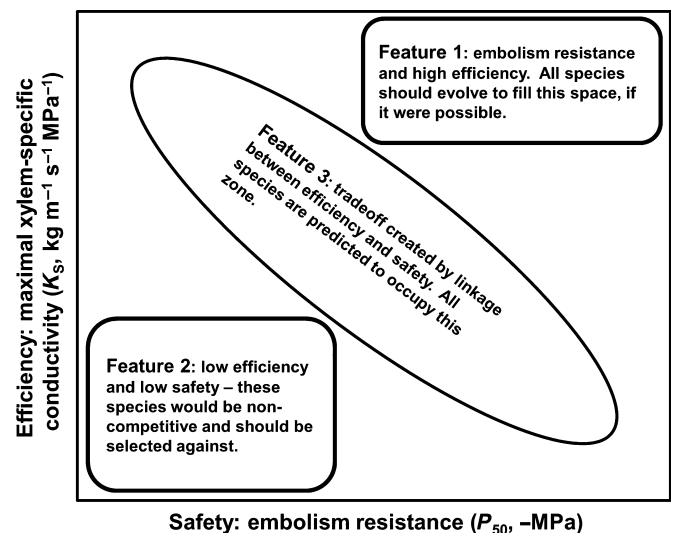 Efficiency: maximal xylem-specific
conductivity (K_S, kg m⁻¹ s⁻¹ MPa⁻¹)
Feature 1: embolism resistance
and high efficiency. All species
should evolve to fill this space, if
it were possible.
Feature 3: tradeoff created by linkage
between efficiency and safety. All
species are predicted to occupy this
zone.
Feature 2: low efficiency
and low safety – these
species would be non-
competitive and should be
selected against.
Safety: embolism resistance (P₅₀, –MPa)